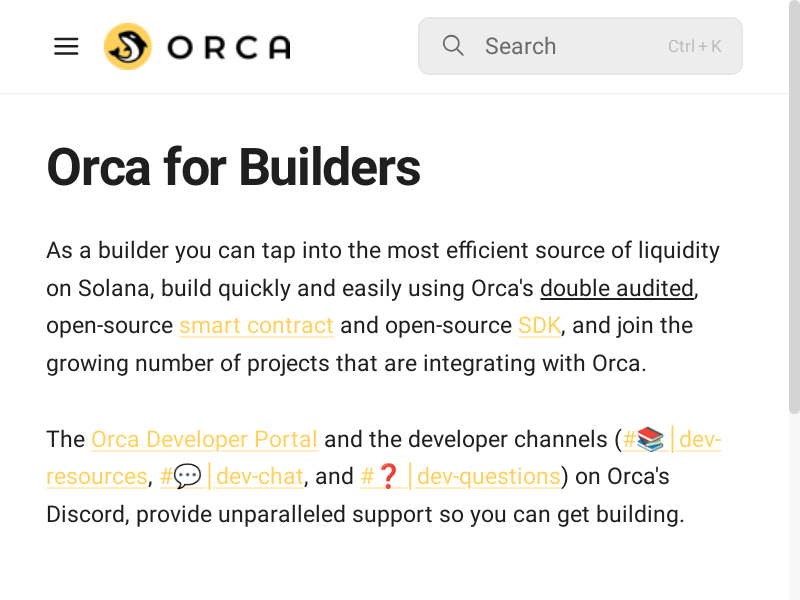 ORCA
Search
Ctrl + K
Orca for Builders
As a builder you can tap into the most efficient source of liquidity
on Solana, build quickly and easily using Orca's double audited,
open-source smart contract and open-source SDK, and join the
growing number of projects that are integrating with Orca.
The Orca Developer Portal and the developer channels (#📚│dev-
resources, #💬│dev-chat, and #❓│dev-questions) on Orca's
Discord, provide unparalleled support so you can get building.